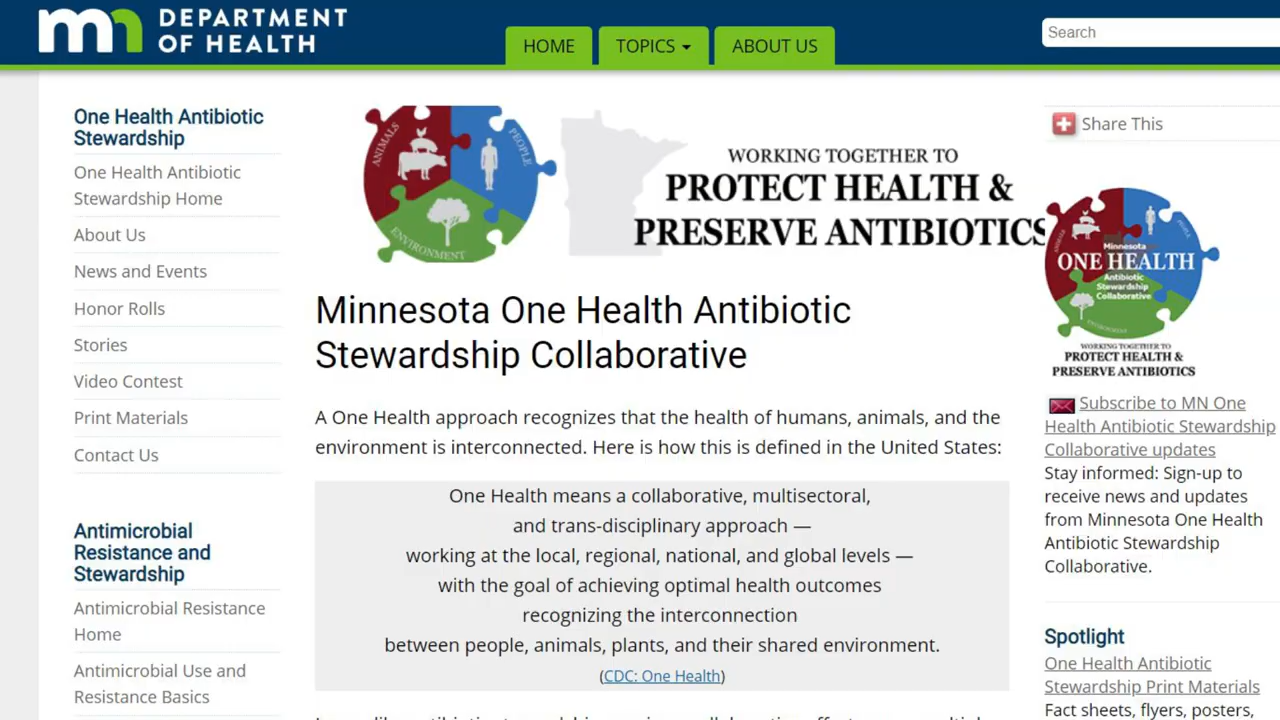 mn DEPARTMENT
OF HEALTH
HOME
TOPICS
ABOUT US
Search
One Health Antibiotic
Stewardship
One Health Antibiotic
Stewardship Home
About Us
News and Events
Honor Rolls
Stories
Video Contest
Print Materials
Contact Us
Antimicrobial
Resistance and
Stewardship
Antimicrobial Resistance
Home
Antimicrobial Use and
Resistance Basics
ANIMALS
PEOPLE
ENVIRONMENT
WORKING TOGETHER TO
PROTECT HEALTH &
PRESERVE ANTIBIOTICS
Minnesota One Health Antibiotic
Stewardship Collaborative
A One Health approach recognizes that the health of humans, animals, and the
environment is interconnected. Here is how this is defined in the United States:
One Health means a collaborative, multisectoral,
and trans-disciplinary approach —
working at the local, regional, national, and global levels —
with the goal of achieving optimal health outcomes
recognizing the interconnection
between people, animals, plants, and their shared environment.
(CDC: One Health)
Share This
ANIMALS
PEOPLE
Minnesota
ONE HEALTH
Antibiotic
Stewardship
Collaborative
ENVIRONMENT
WORKING TOGETHER TO
PROTECT HEALTH &
PRESERVE ANTIBIOTICS
Subscribe to MN One
Health Antibiotic Stewardship
Collaborative updates
Stay informed: Sign-up to
receive news and updates
from Minnesota One Health
Antibiotic Stewardship
Collaborative.
Spotlight
One Health Antibiotic
Stewardship Print Materials
Fact sheets, flyers, posters,